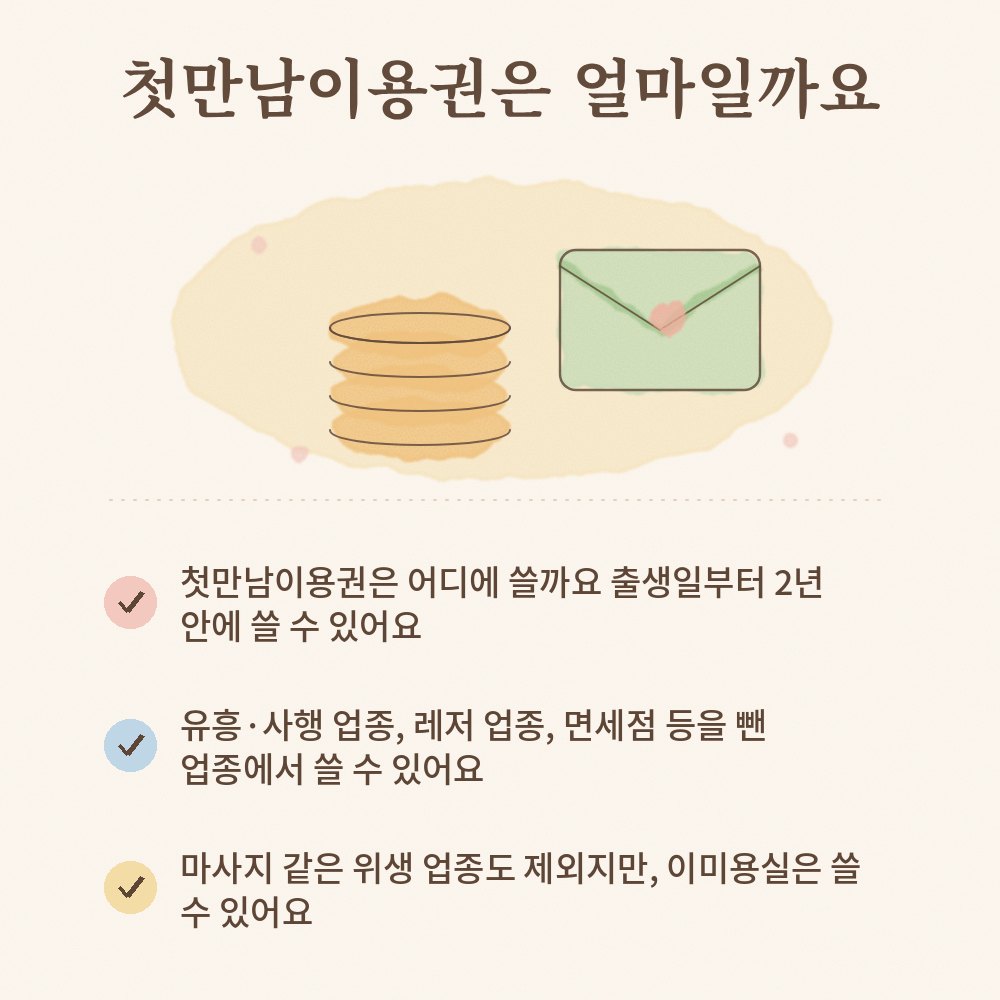 첫만남이용권은 얼마일까요
첫만남이용권은 어디에 쓸까요 출생일부터 2년
안에 쓸 수 있어요
유흥·사행 업종, 레저 업종, 면세점 등을 뺀
업종에서 쓸 수 있어요
마사지 같은 위생 업종도 제외지만, 이미용실은 쓸
수 있어요